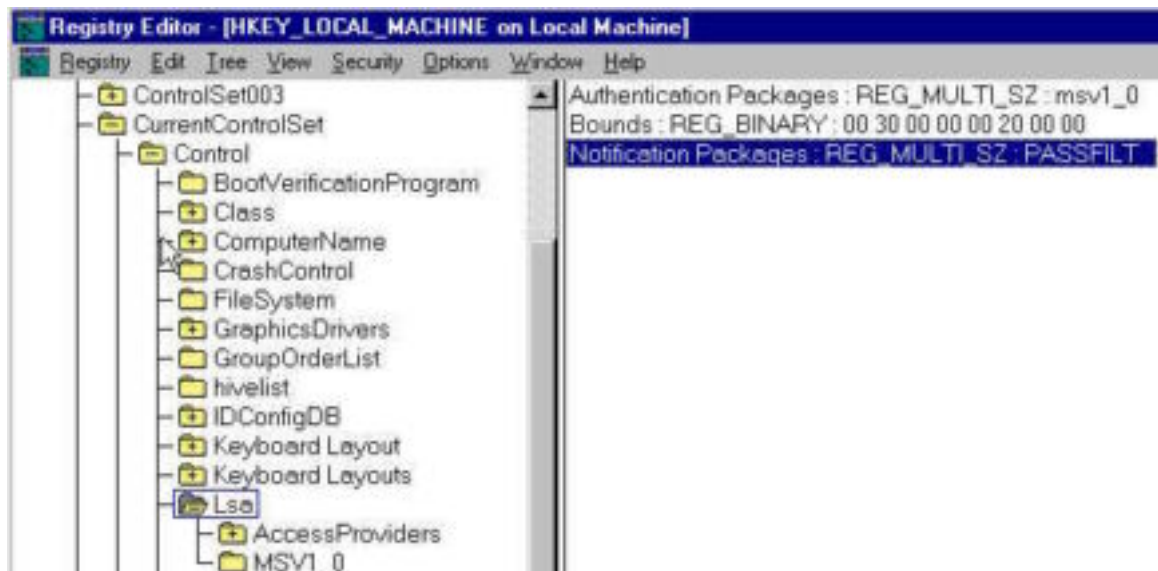 Registry Editor - [HKEY_LOCAL_MACHINE on Local Machine]
Registry Edit Tree View Security Options Window Help
ControlSet003
CurrentControlSet
Control
BootVerificationProgram
Class
ComputerName
CrashControl
FileSystem
GraphicsDrivers
GroupOrderList
hivelist
IDConfigDB
Keyboard Layout
Keyboard Layouts
Lsa
AccessProviders
MSV1_0
Authentication Packages : REG_MULTI_SZ : msv1_0
Bounds : REG_BINARY : 00 30 00 00 00 20 00 00
Notification Packages : REG_MULTI_SZ : PASSFILT